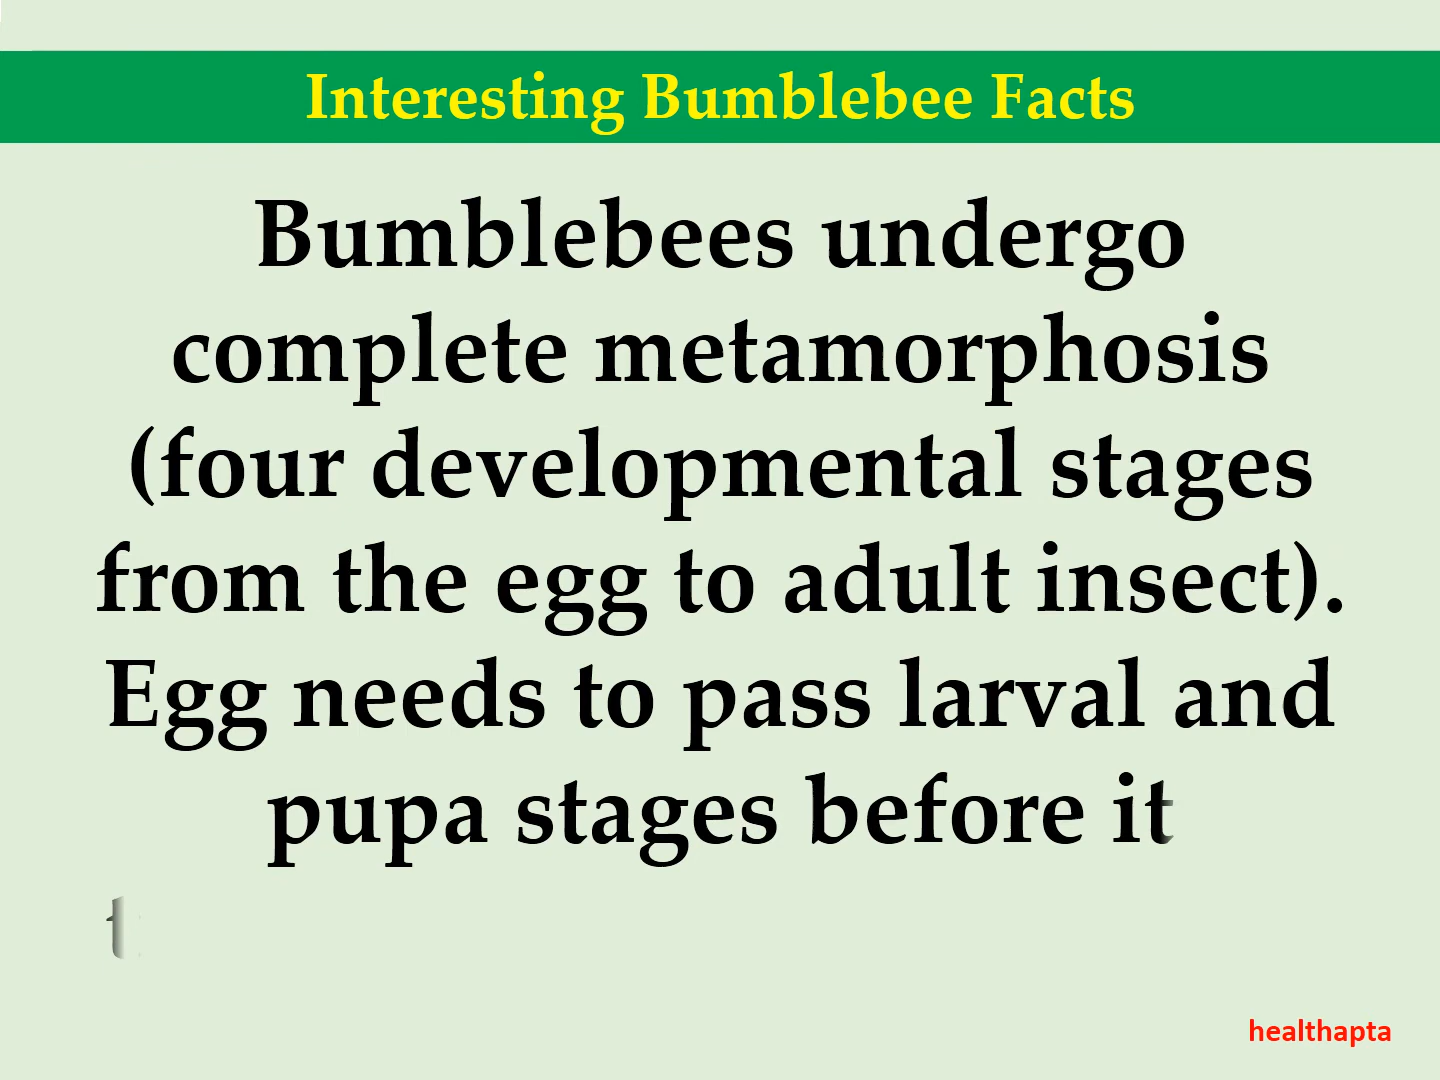 Interesting Bumblebee Facts
Bumblebees undergo
complete metamorphosis
(four developmental stages
from the egg to adult insect).
Egg needs to pass larval and
pupa stages before it
healthapta